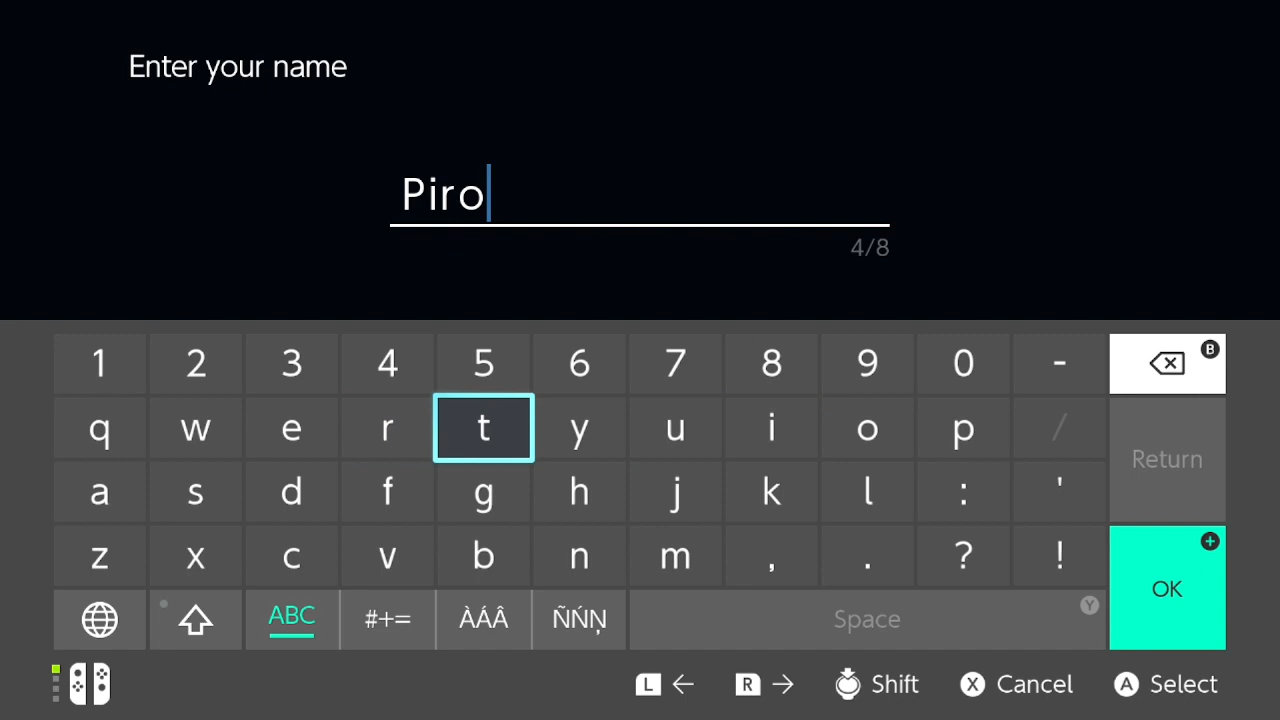 Enter your name
Piro
4/8
1 2 3 4 5 6 7 8 9 0 - B
q w e r t y u i o p / Return
a s d f g h j k l : '
z x c v b n m , . ? ! + OK
ABC #+= ÀÁÂ ÑŃŅ Space Y
L ← R → Shift X Cancel A Select